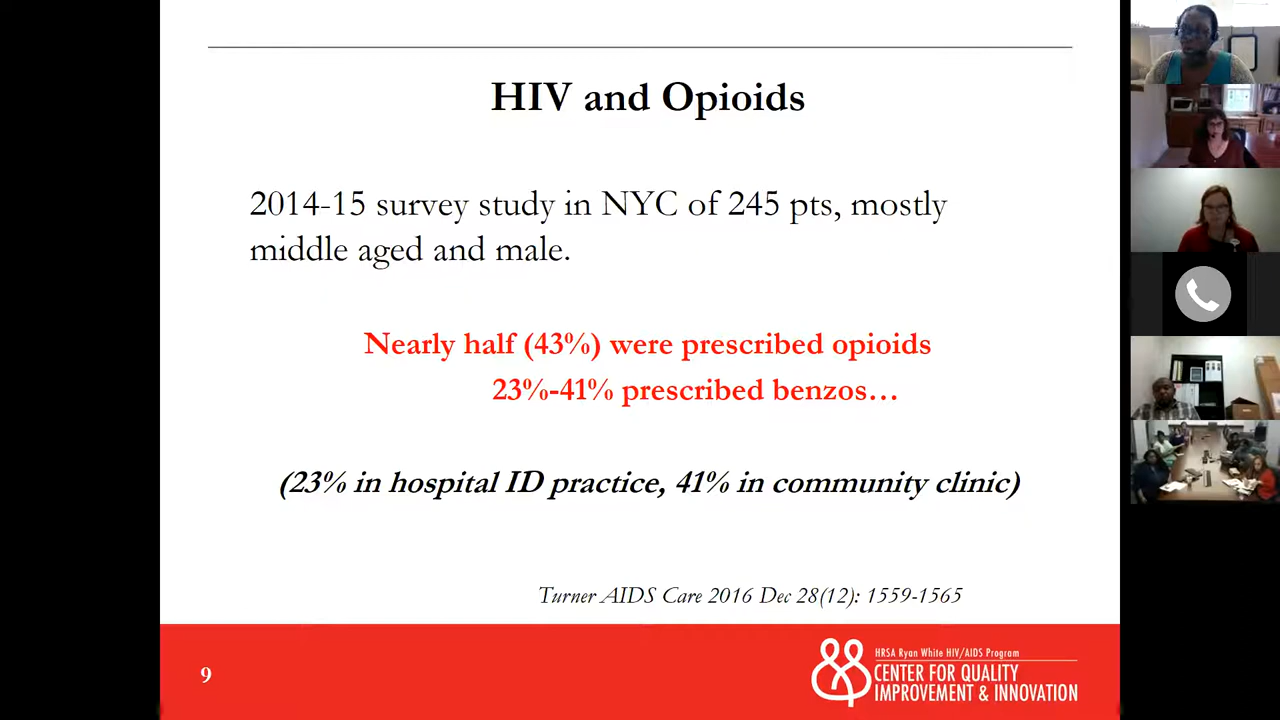 HIV and Opioids
2014-15 survey study in NYC of 245 pts, mostly
middle aged and male.
Nearly half (43%) were prescribed opioids
23%-41% prescribed benzos…
(23% in hospital ID practice, 41% in community clinic)
Turner AIDS Care 2016 Dec 28(12): 1559-1565
9
HRSA Ryan White HIV/AIDS Program
CENTER FOR QUALITY
IMPROVEMENT & INNOVATION